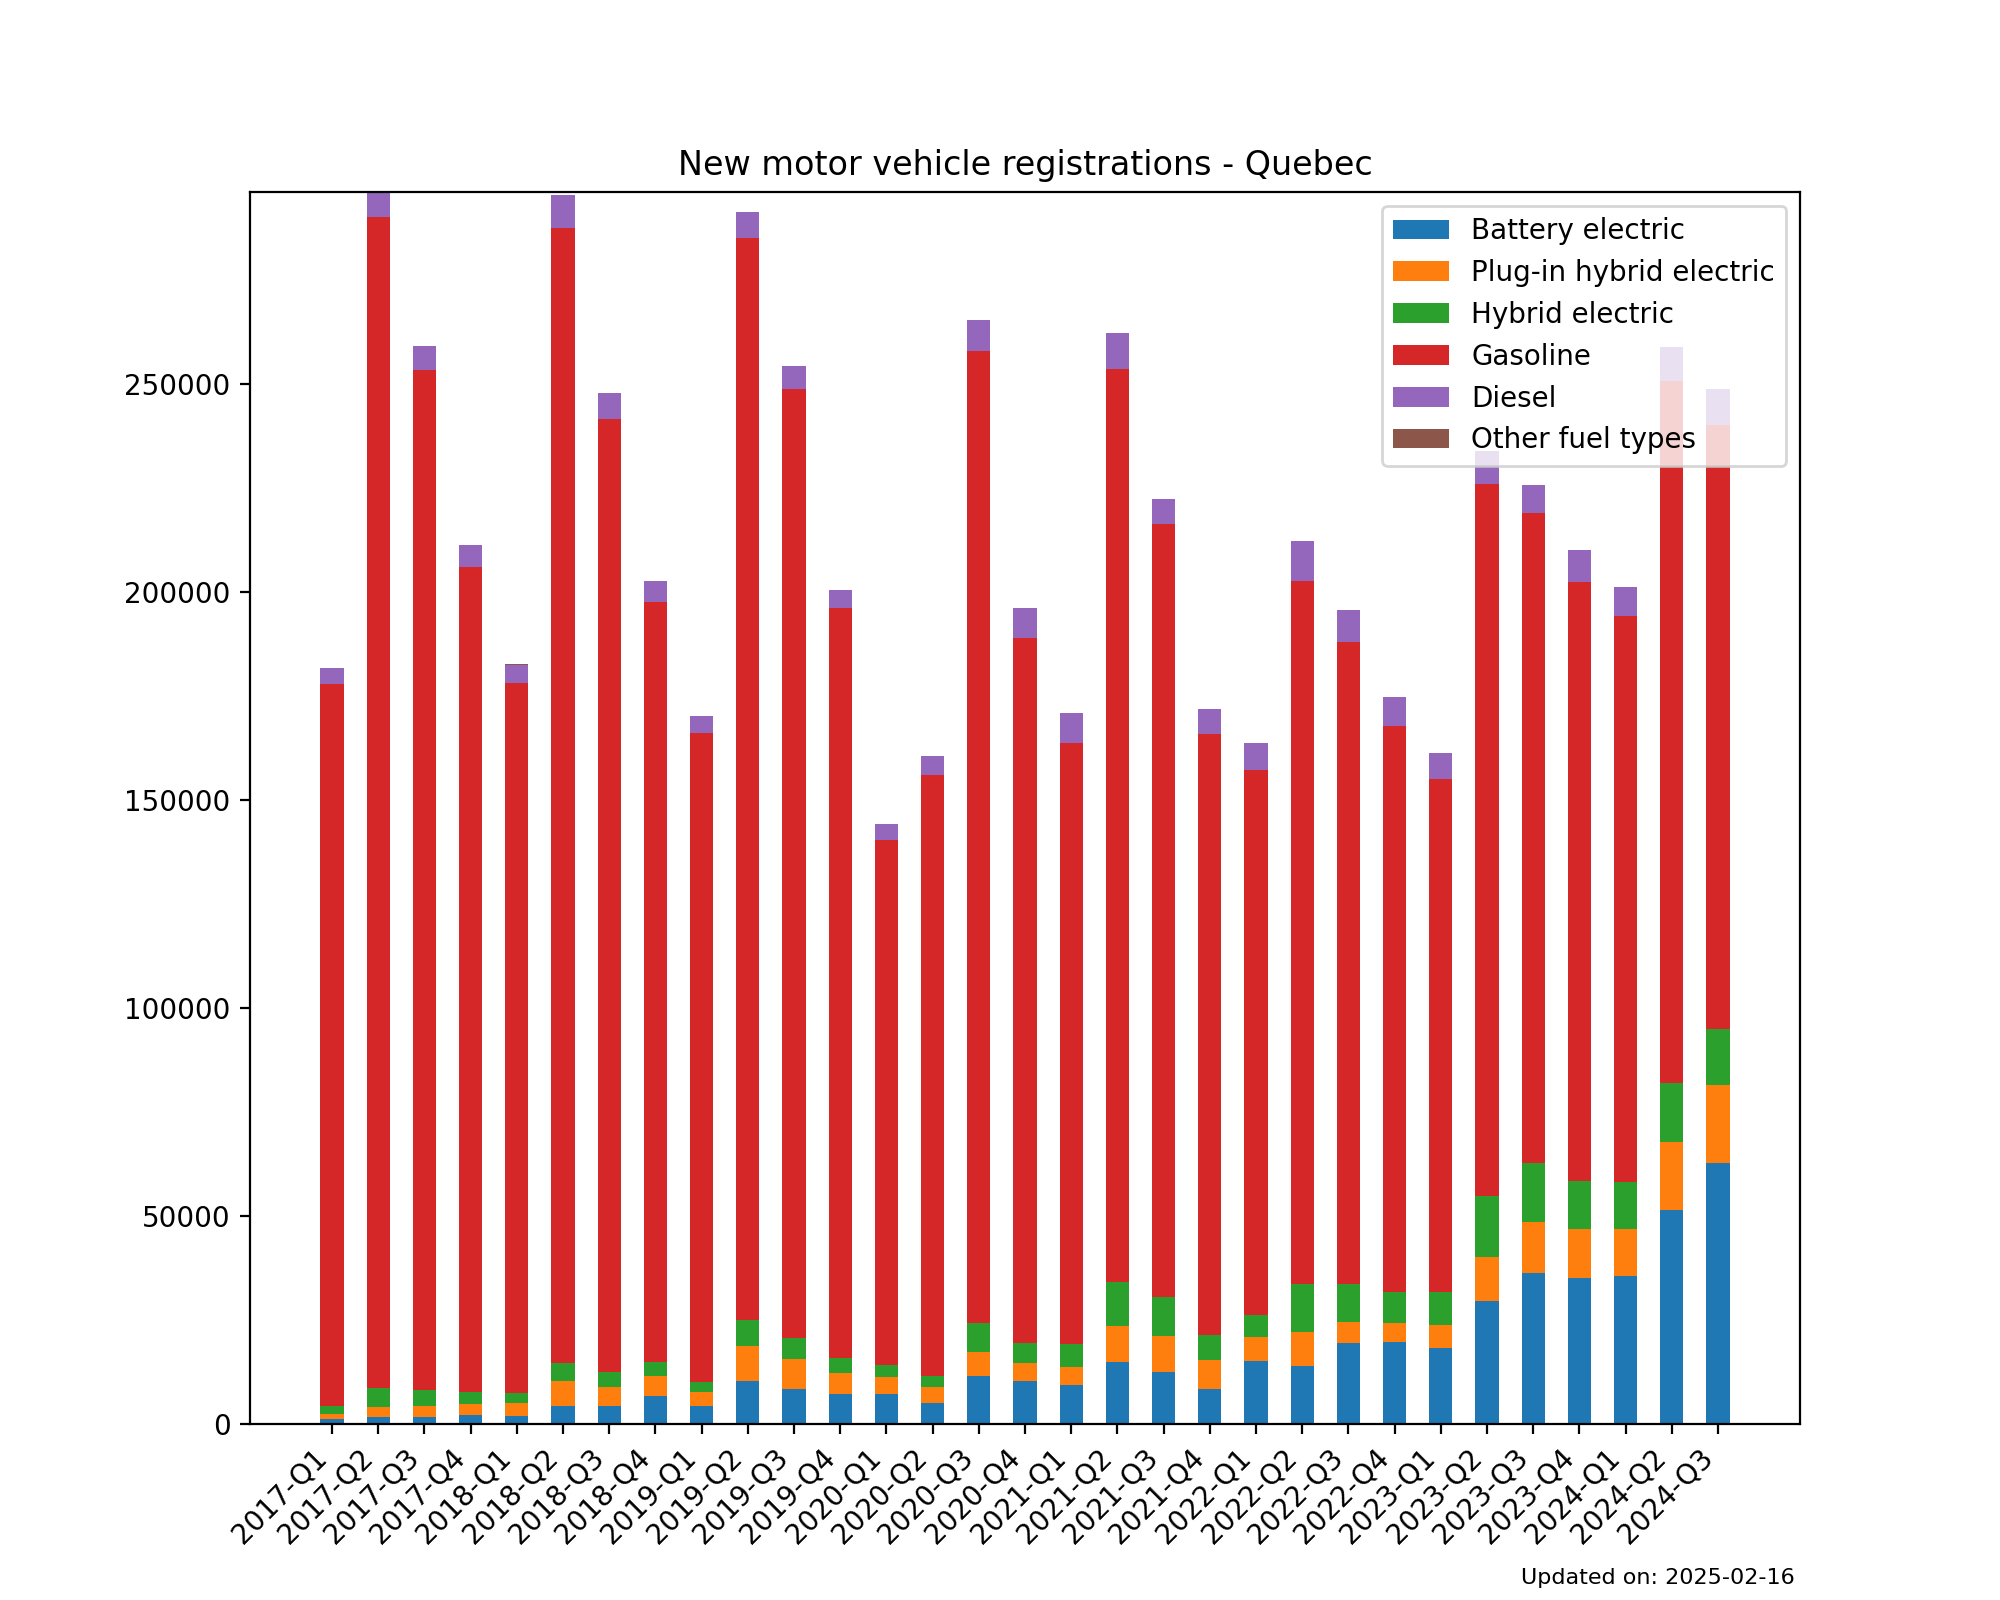 New motor vehicle registrations - Quebec
Battery electric
Plug-in hybrid electric
Hybrid electric
Gasoline
Diesel
Other fuel types
250000
200000
150000
100000
50000
0
2017-Q1
2017-Q2
2017-Q3
2017-Q4
2018-Q1
2018-Q2
2018-Q3
2018-Q4
2019-Q1
2019-Q2
2019-Q3
2019-Q4
2020-Q1
2020-Q2
2020-Q3
2020-Q4
2021-Q1
2021-Q2
2021-Q3
2021-Q4
2022-Q1
2022-Q2
2022-Q3
2022-Q4
2023-Q1
2023-Q2
2023-Q3
2023-Q4
2024-Q1
2024-Q2
2024-Q3
Updated on: 2025-02-16